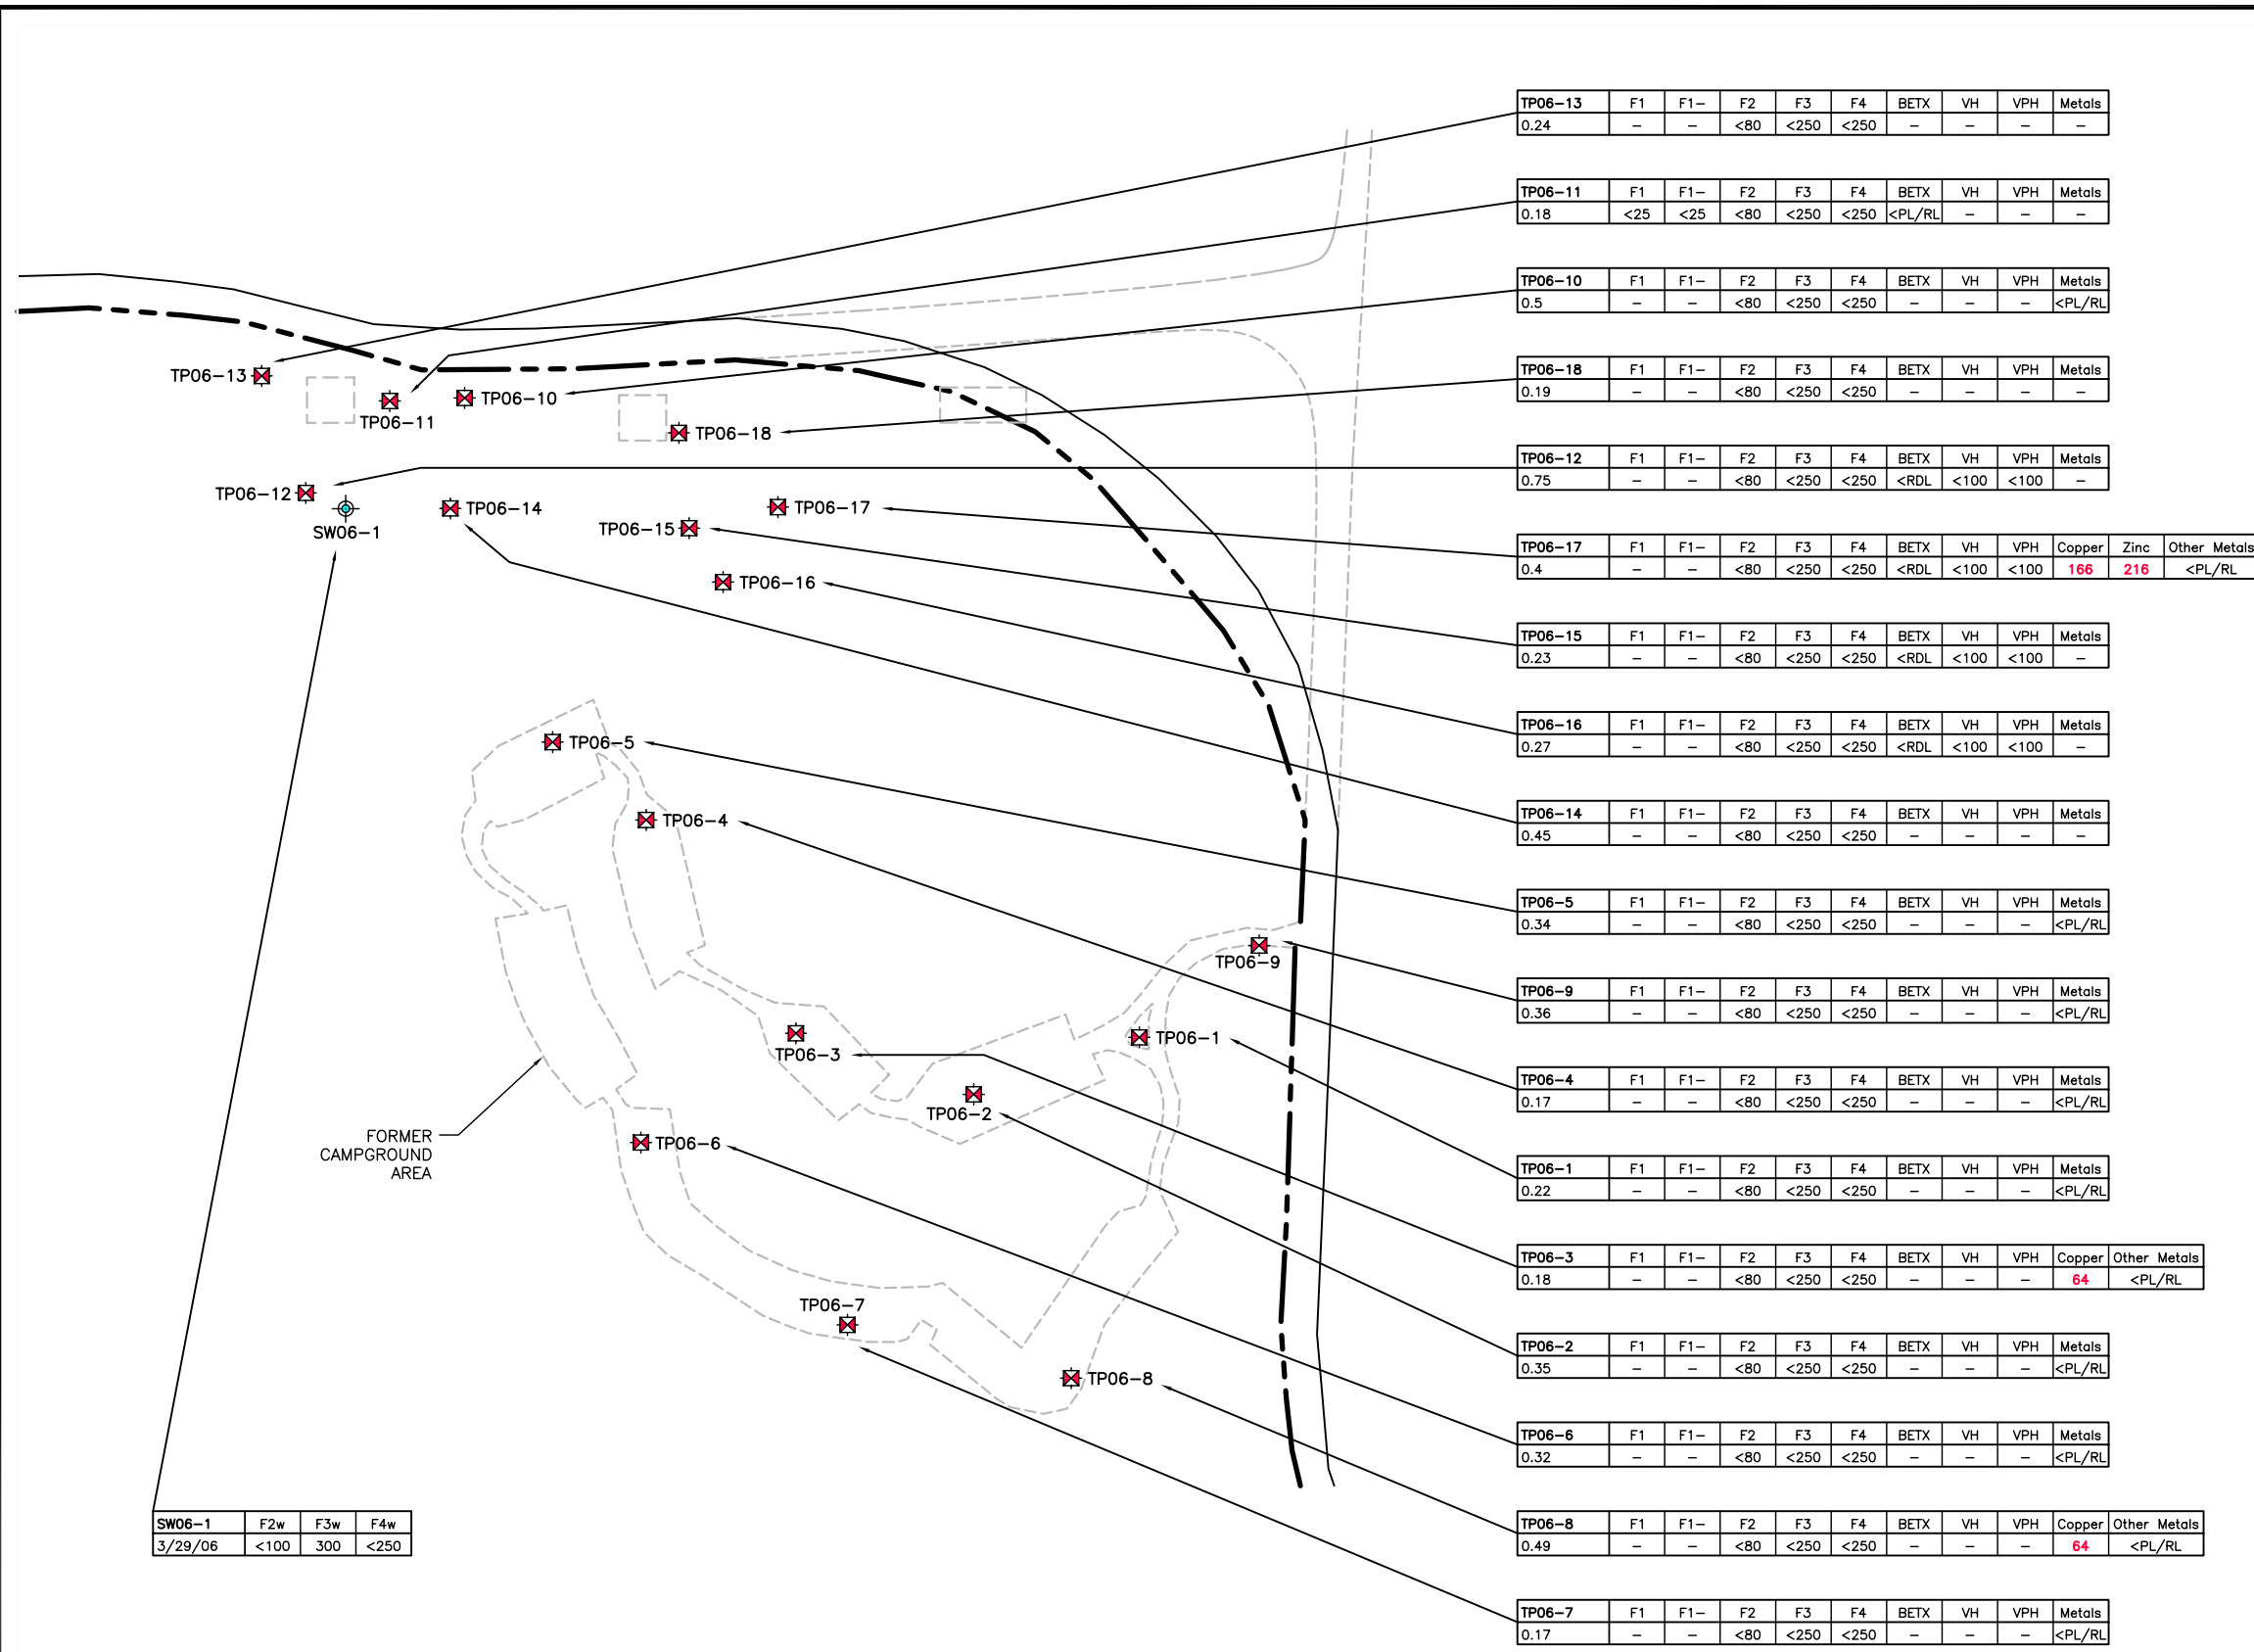 TP06-13 F1 F1- F2 F3 F4 BETX VH VPH Metals
0.24 - - <80 <250 <250 - - - -
TP06-11 F1 F1- F2 F3 F4 BETX VH VPH Metals
0.18 <25 <25 <80 <250 <250 <PL/RL - - -
TP06-10 F1 F1- F2 F3 F4 BETX VH VPH Metals
0.5 - - <80 <250 <250 - - - <PL/RL
TP06-18 F1 F1- F2 F3 F4 BETX VH VPH Metals
0.19 - - <80 <250 <250 - - - -
TP06-12 F1 F1- F2 F3 F4 BETX VH VPH Metals
0.75 - - <80 <250 <250 <RDL <100 <100 -
TP06-17 F1 F1- F2 F3 F4 BETX VH VPH Copper Zinc Other Metals
0.4 - - <80 <250 <250 <RDL <100 <100 166 216 <PL/RL
TP06-15 F1 F1- F2 F3 F4 BETX VH VPH Metals
0.23 - - <80 <250 <250 <RDL <100 <100 -
TP06-16 F1 F1- F2 F3 F4 BETX VH VPH Metals
0.27 - - <80 <250 <250 <RDL <100 <100 -
TP06-14 F1 F1- F2 F3 F4 BETX VH VPH Metals
0.45 - - <80 <250 <250 - - - -
TP06-5 F1 F1- F2 F3 F4 BETX VH VPH Metals
0.34 - - <80 <250 <250 - - - <PL/RL
TP06-9 F1 F1- F2 F3 F4 BETX VH VPH Metals
0.36 - - <80 <250 <250 - - - <PL/RL
TP06-4 F1 F1- F2 F3 F4 BETX VH VPH Metals
0.17 - - <80 <250 <250 - - - <PL/RL
TP06-1 F1 F1- F2 F3 F4 BETX VH VPH Metals
0.22 - - <80 <250 <250 - - - <PL/RL
TP06-3 F1 F1- F2 F3 F4 BETX VH VPH Copper Other Metals
0.18 - - <80 <250 <250 - - - 64 <PL/RL
TP06-2 F1 F1- F2 F3 F4 BETX VH VPH Metals
0.35 - - <80 <250 <250 - - - <PL/RL
TP06-6 F1 F1- F2 F3 F4 BETX VH VPH Metals
0.32 - - <80 <250 <250 - - - <PL/RL
TP06-8 F1 F1- F2 F3 F4 BETX VH VPH Copper Other Metals
0.49 - - <80 <250 <250 - - - 64 <PL/RL
TP06-7 F1 F1- F2 F3 F4 BETX VH VPH Metals
0.17 - - <80 <250 <250 - - - <PL/RL
TP06-13
TP06-11
TP06-10
TP06-18
TP06-12
SW06-1
TP06-14
TP06-15
TP06-17
TP06-16
TP06-5
TP06-4
TP06-9
TP06-3
TP06-1
TP06-2
TP06-6
FORMER
CAMPGROUND
AREA
TP06-7
TP06-8
SW06-1 F2w F3w F4w
3/29/06 <100 300 <250